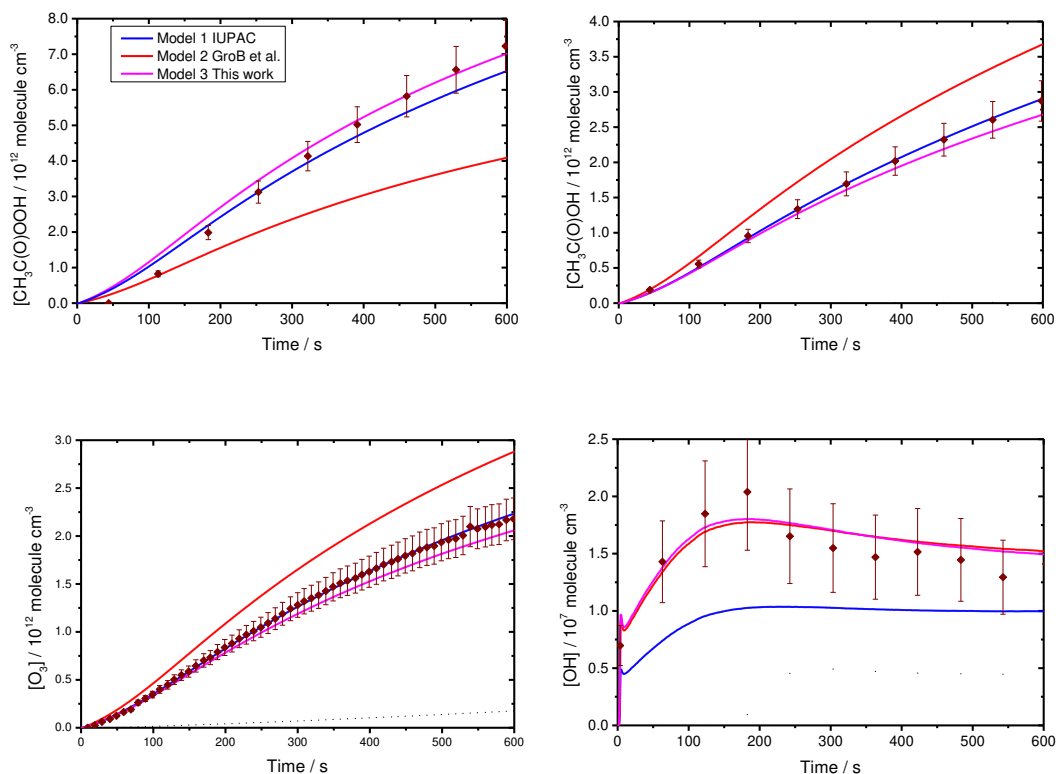 Model 1 IUPAC
Model 2 GroB et al.
Model 3 This work
[CH3C(O)OOH / 10^12 molecule cm^-3
8.0
7.0
6.0
5.0
4.0
3.0
2.0
1.0
0.0
0 100 200 300 400 500 600
Time / s
[CH3C(O)OH / 10^12 molecule cm^-3
4.0
3.5
3.0
2.5
2.0
1.5
1.0
0.5
0.0
0 100 200 300 400 500 600
Time / s
[O3] / 10^12 molecule cm^-3
3.0
2.5
2.0
1.5
1.0
0.5
0.0
0 100 200 300 400 500 600
Time / s
[OH] / 10^7 molecule cm^-3
2.5
2.0
1.5
1.0
0.5
0.0
0 100 200 300 400 500 600
Time / s